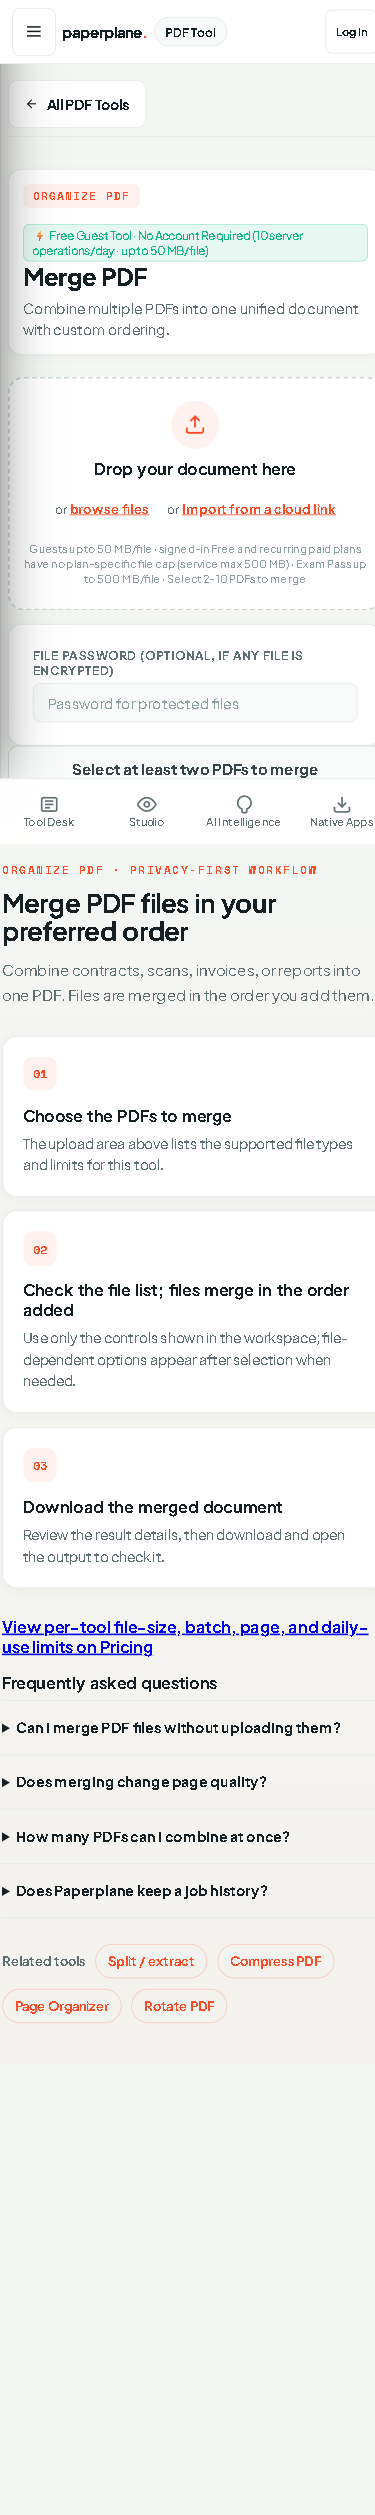 paperplane.
PDF Tool
Log In
All PDF Tools
ORGANIZE PDF
Free Guest Tool · No Account Required (10 server
operations/day · up to 50 MB/file)
Merge PDF
Combine multiple PDFs into one unified document
with custom ordering.
Drop your document here
or browse files or Import from a cloud link
Guests up to 50 MB/file · signed-in Free and recurring paid plans
have no plan-specific file cap (service max 500 MB) · Exam Pass up
to 500 MB/file · Select 2-10 PDFs to merge
FILE PASSWORD (OPTIONAL, IF ANY FILE IS
ENCRYPTED)
Password for protected files
Select at least two PDFs to merge
Tool Desk
Studio
AI Intelligence
Native Apps
ORGANIZE PDF · PRIVACY-FIRST WORKFLOW
Merge PDF files in your
preferred order
Combine contracts, scans, invoices, or reports into
one PDF. Files are merged in the order you add them.
01
Choose the PDFs to merge
The upload area above lists the supported file types
and limits for this tool.
02
Check the file list; files merge in the order
added
Use only the controls shown in the workspace; file-
dependent options appear after selection when
needed.
03
Download the merged document
Review the result details, then download and open
the output to check it.
View per-tool file-size, batch, page, and daily-
use limits on Pricing
Frequently asked questions
Can I merge PDF files without uploading them?
Does merging change page quality?
How many PDFs can I combine at once?
Does Paperplane keep a job history?
Related tools
Split / extract
Compress PDF
Page Organizer
Rotate PDF